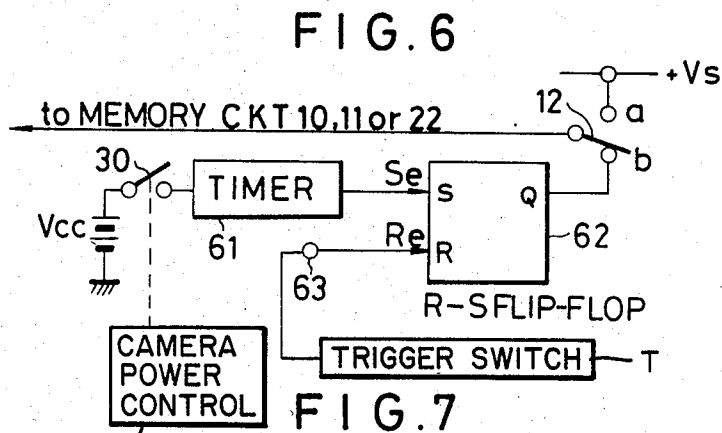 FIG.6
+Vs
a
12
to MEMORY CKT 10,11 or 22
b
30
TIMER
Se
S
Q
Vcc
61
Re
R
62
63
R-S FLIP-FLOP
CAMERA
POWER
CONTROL
TRIGGER SWITCH
T
FIG.7